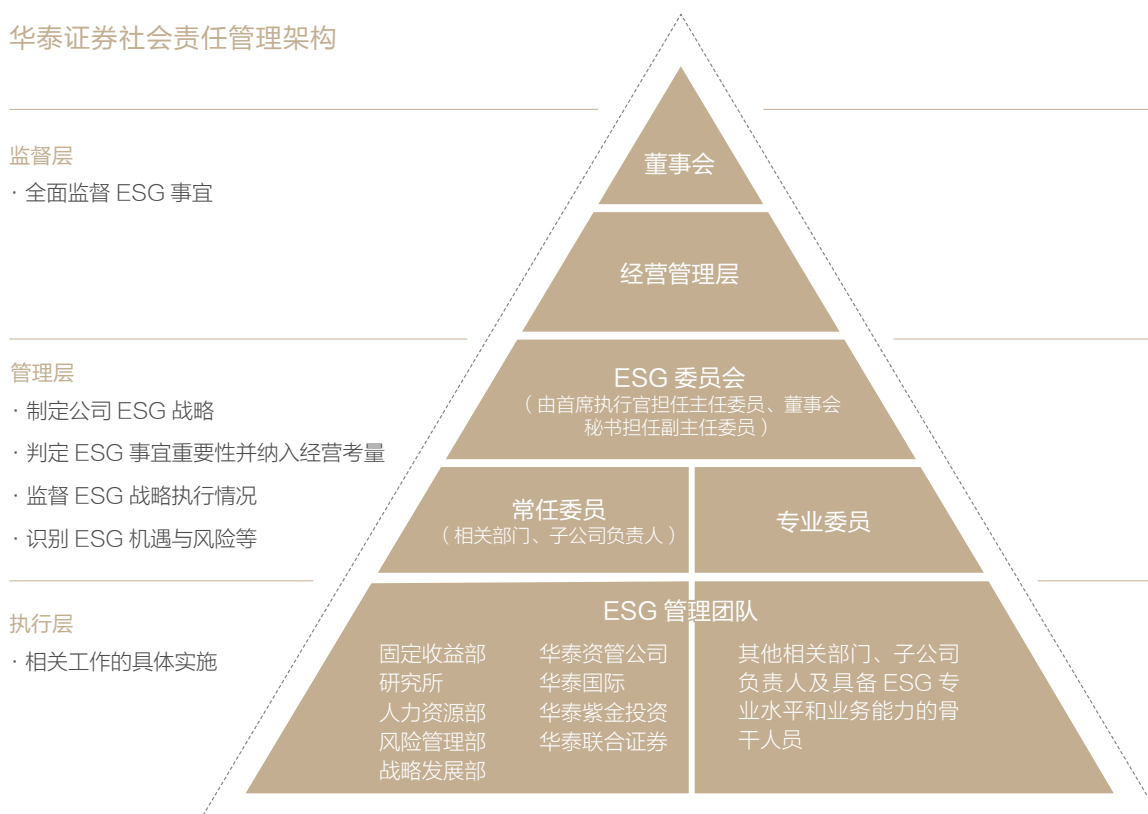 华泰证券社会责任管理架构
监督层
· 全面监督 ESG 事宜
管理层
· 制定公司 ESG 战略
· 判定 ESG 事宜重要性并纳入经营考量
· 监督 ESG 战略执行情况
· 识别 ESG 机遇与风险等
执行层
· 相关工作的具体实施
董事会
经营管理层
ESG 委员会
（由首席执行官担任主任委员、董事会
秘书担任副主任委员）
常任委员
（相关部门、子公司负责人）
专业委员
ESG 管理团队
固定收益部
研究所
人力资源部
风险管理部
战略发展部
华泰资管公司
华泰国际
华泰紫金投资
华泰联合证券
其他相关部门、子公司
负责人及具备 ESG 专
业水平和业务能力的骨
干人员